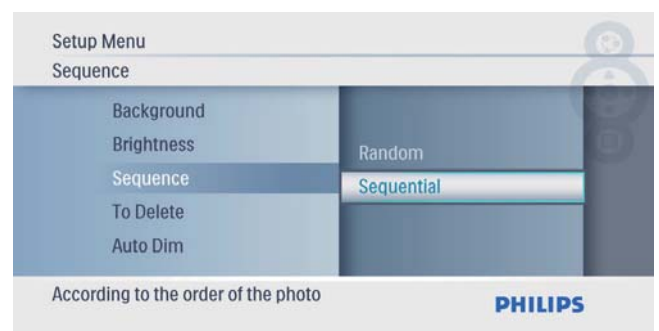 Setup Menu
Sequence
Background
Brightness
Sequence
To Delete
Auto Dim
Random
Sequential
According to the order of the photo
PHILIPS